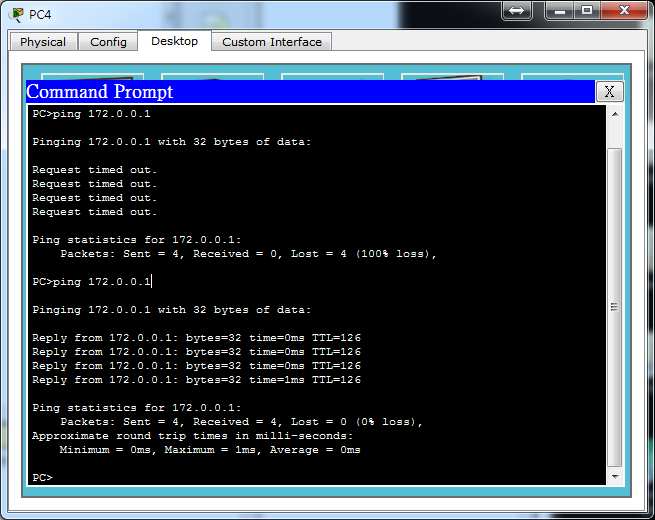 PC4
Physical Config Desktop Custom Interface
Command Prompt X
PC>ping 172.0.0.1
Pinging 172.0.0.1 with 32 bytes of data:
Request timed out.
Request timed out.
Request timed out.
Request timed out.
Ping statistics for 172.0.0.1:
Packets: Sent = 4, Received = 0, Lost = 4 (100% loss),
PC>ping 172.0.0.1
Pinging 172.0.0.1 with 32 bytes of data:
Reply from 172.0.0.1: bytes=32 time=0ms TTL=126
Reply from 172.0.0.1: bytes=32 time=0ms TTL=126
Reply from 172.0.0.1: bytes=32 time=0ms TTL=126
Reply from 172.0.0.1: bytes=32 time=1ms TTL=126
Ping statistics for 172.0.0.1:
Packets: Sent = 4, Received = 4, Lost = 0 (0% loss),
Approximate round trip times in milli-seconds:
Minimum = 0ms, Maximum = 1ms, Average = 0ms
PC>